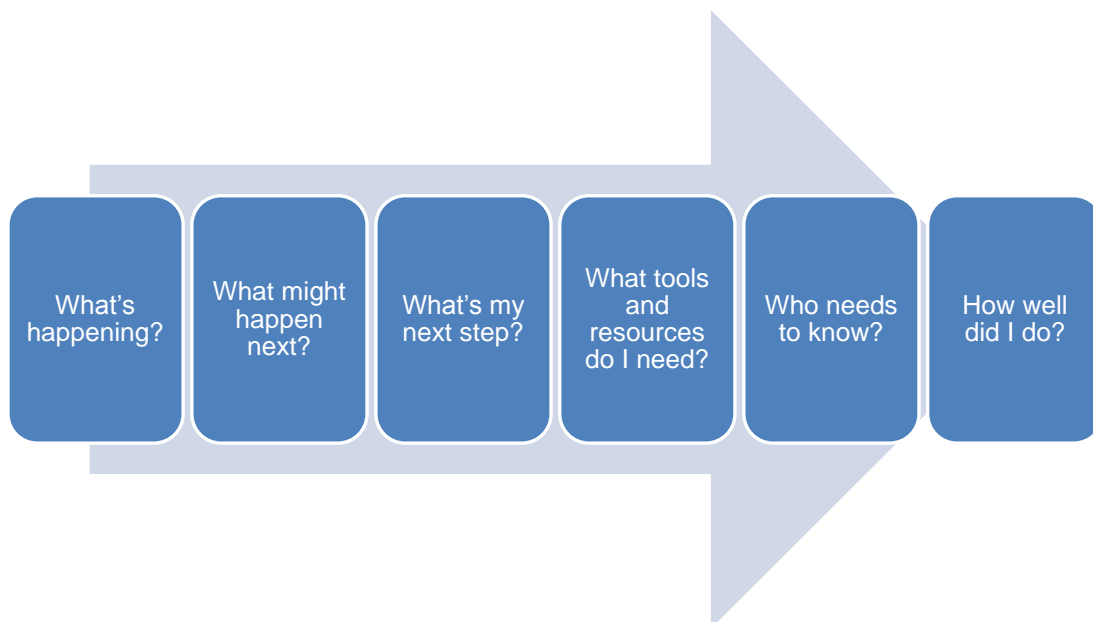 What’s
happening?
What might
happen
next?
What’s my
next step?
What tools
and
resources
do I need?
Who needs
to know?
How well
did I do?